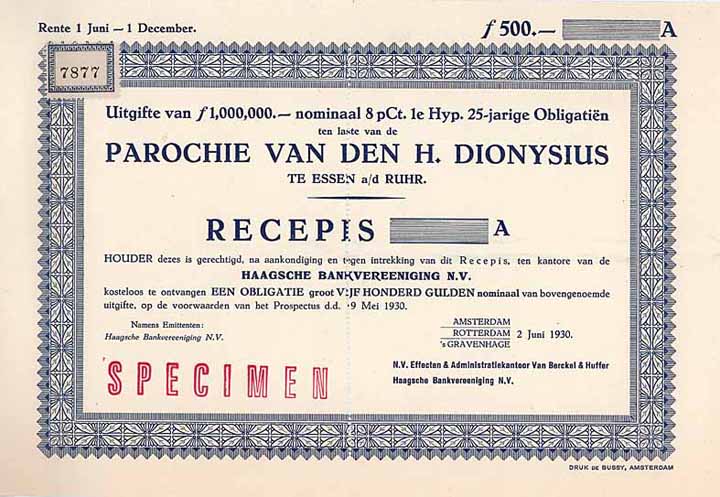 Rente 1 Juni — 1 December.
ƒ 500.— A
7877
Uitgifte van ƒ 1,000,000.— nominaal 8 pCt. 1e Hyp. 25-jarige Obligatiën
ten laste van de
PAROCHIE VAN DEN H. DIONYSIUS
TE ESSEN a/d RUHR.
RECEPIS A
HOUDER dezes is gerechtigd, na aankondiging en tegen intrekking van dit Recepis, ten kantore van de
HAAGSCHE BANKVEREENIGING N.V.
kosteloos te ontvangen EEN OBLIGATIE groot VIJF HONDERD GULDEN nominaal van bovengenoemde
uitgifte, op de voorwaarden van het Prospectus d.d. 9 Mei 1930.
Namens Emittenten:
Haagsche Bankvereeniging N.V.
AMSTERDAM
ROTTERDAM 2 Juni 1930.
's GRAVENHAGE
N.V. Effecten & Administratiekantoor Van Berckel & Huffer
Haagsche Bankvereeniging N.V.
SPECIMEN
DRUK DE BUSSY, AMSTERDAM